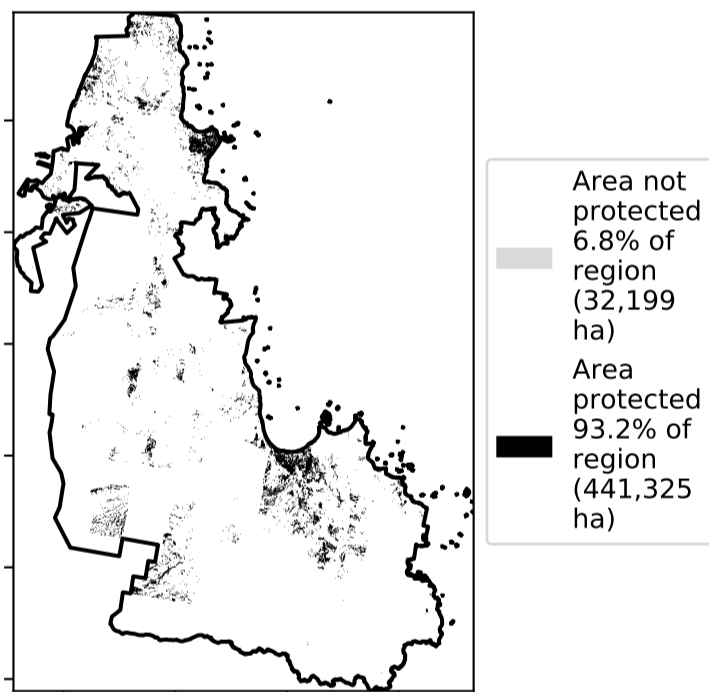 Area not
protected
6.8% of
region
(32,199
ha)
Area
protected
93.2% of
region
(441,325
ha)